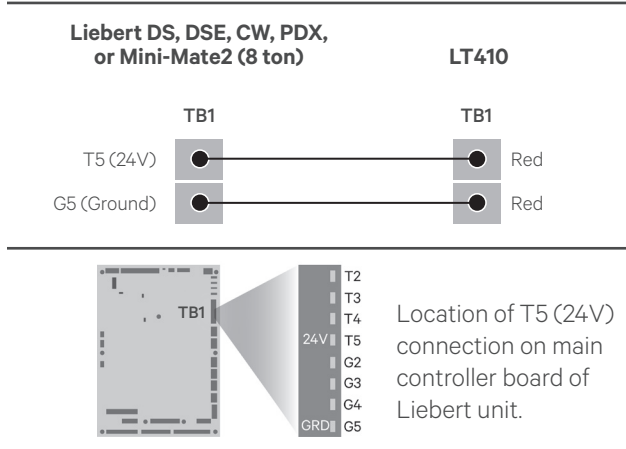 Liebert DS, DSE, CW, PDX,
or Mini-Mate2 (8 ton)
LT410
TB1
TB1
T5 (24V)
Red
G5 (Ground)
Red
TB1
T2
T3
T4
24V T5
G2
G3
G4
GRD G5
Location of T5 (24V)
connection on main
controller board of
Liebert unit.